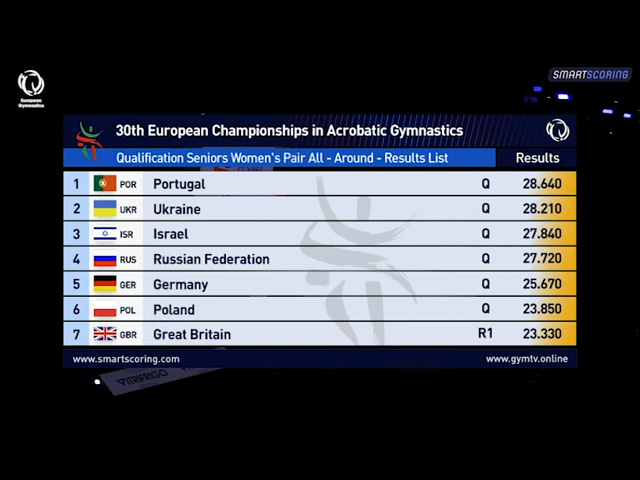 SMARTSCORING
European
Gymnastics
30th European Championships in Acrobatic Gymnastics
Qualification Seniors Women's Pair All - Around - Results List Results
1 POR Portugal Q 28.640
2 UKR Ukraine Q 28.210
3 ISR Israel Q 27.840
4 RUS Russian Federation Q 27.720
5 GER Germany Q 25.670
6 POL Poland Q 23.850
7 GBR Great Britain R1 23.330
www.smartscoring.com www.gymtv.online
VITRIFRIGO